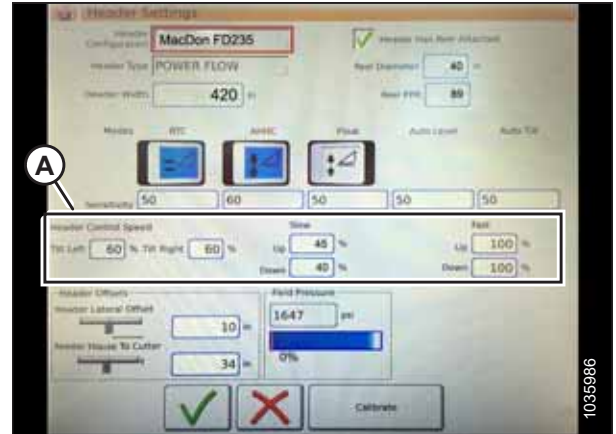 Header Settings
Header Configuration MacDon FD235 Header Has Reel Attached
Header Type POWER FLOW Reel Diameter 40 in
Header Width 420 in Reel PPR 89
Modes RTC AHHC Float Auto Level Auto Tilt
Sensitivity 50 60 50 50 50
A
Header Control Speed Slow Fast
Tilt Left 60 % Tilt Right 60 % Up 45 % Up 100 %
Down 40 % Down 100 %
Header Offsets Field Pressure
Header Lateral Offset 1647 psi
10 in
Feeder House To Cutter 0%
34 in
Calibrate
1035986